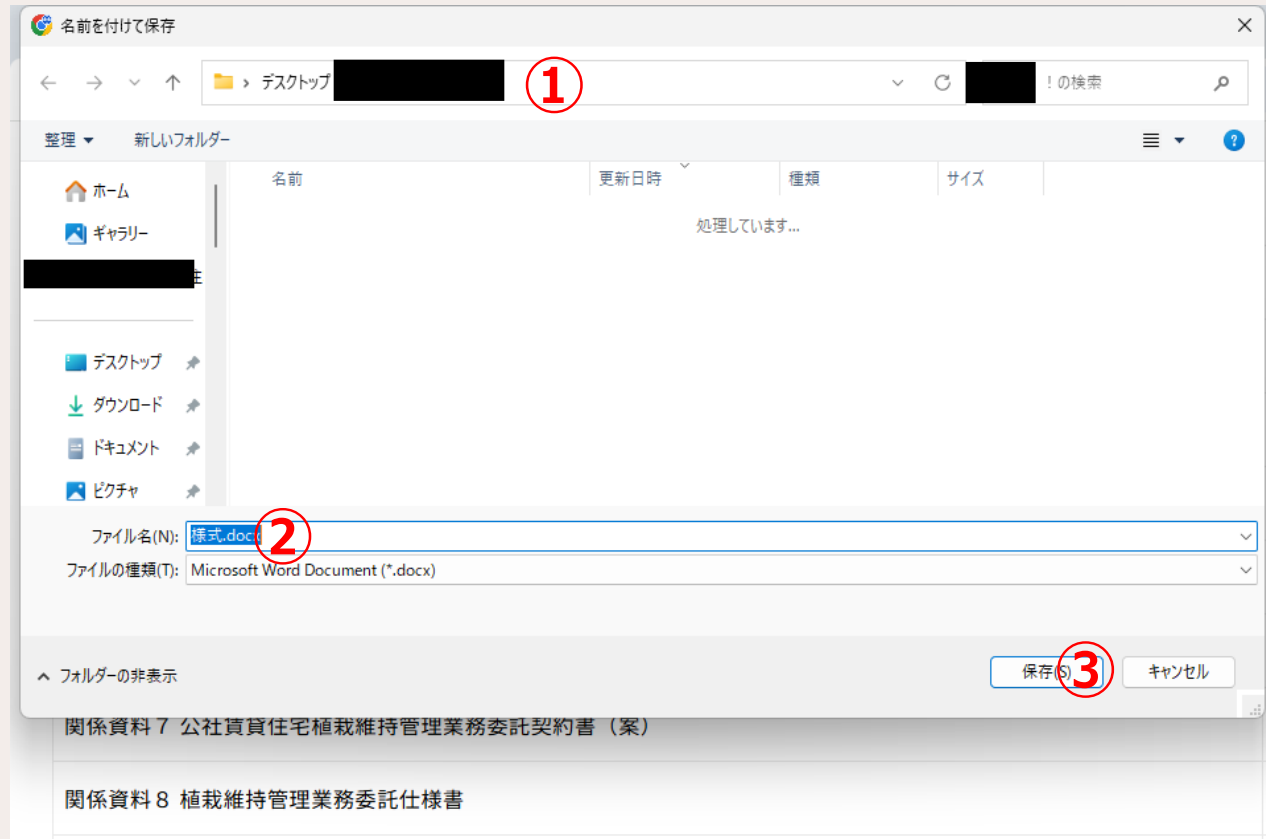 名前を付けて保存
デスクトップ ① ！の検索
整理 新しいフォルダー
名前 更新日時 種類 サイズ
処理しています...
ホーム
ギャラリー
デスクトップ
ダウンロード
ドキュメント
ピクチャ
ファイル名(N): 様式.docx ②
ファイルの種類(T): Microsoft Word Document (*.docx)
フォルダーの非表示 保存(S) ③ キャンセル
関係資料７ 公社賃貸住宅植栽維持管理業務委託契約書（案）
関係資料８ 植栽維持管理業務委託仕様書